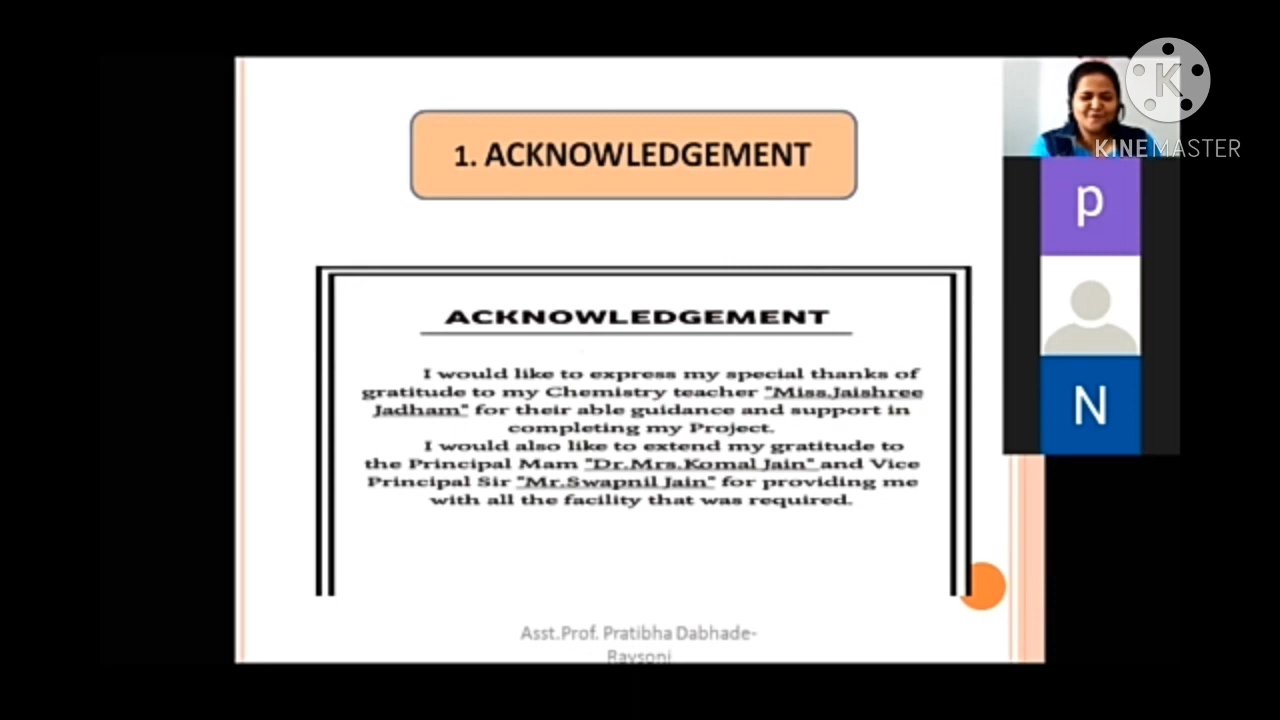 K
KINEMASTER
1. ACKNOWLEDGEMENT
p
N
ACKNOWLEDGEMENT
I would like to express my special thanks of
gratitude to my Chemistry teacher "Miss.Jaishree
Jadham" for their able guidance and support in
completing my Project.
I would also like to extend my gratitude to
the Principal Mam "Dr.Mrs.Komal Jain" and Vice
Principal Sir "Mr.Swapnil Jain" for providing me
with all the facility that was required.
Asst.Prof. Pratibha Dabhade-
Raysoni